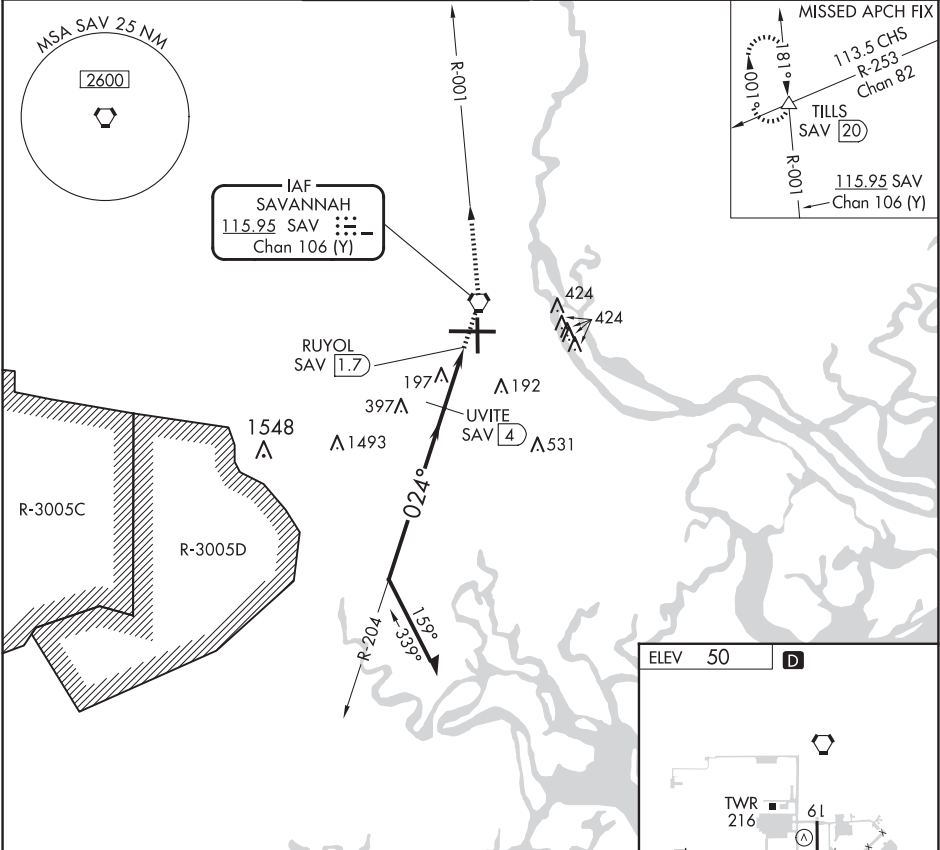 MSA SAV 25 NM
2600
R-001
MISSED APCH FIX
181°
001°
113.5 CHS
R-253
Chan 82
TILLS
SAV 20
R-001
115.95 SAV
Chan 106 (Y)
IAF
SAVANNAH
115.95 SAV
Chan 106 (Y)
424
424
RUYOL
SAV 1.7
197
192
397
UVITE
SAV 4
1548
1493
531
024°
R-3005C
R-3005D
159°
339°
R-204
ELEV 50
D
TWR
216
19
V